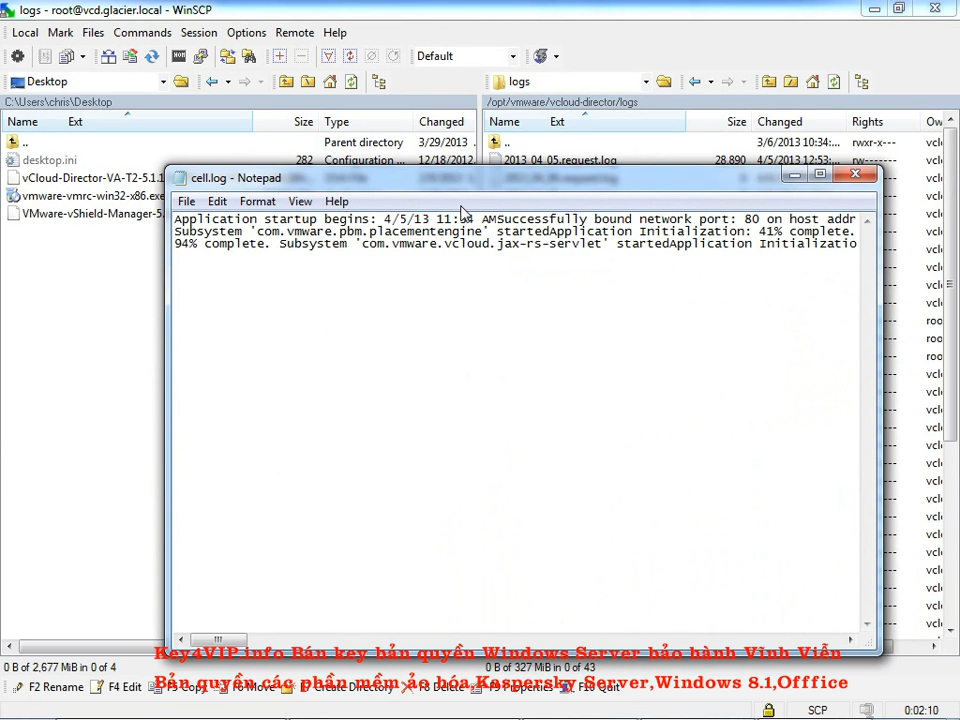 logs - root@vcd.glacier.local - WinSCP
Local Mark Files Commands Session Options Remote Help
Default
Desktop
logs
C:\Users\chris\Desktop
/opt/vmware/vcloud-director/logs
Name Ext Size Type Changed
Name Ext Size Changed Rights Ow
.. Parent directory 3/29/2013
.. 3/6/2013 10:34:... rwxr-x---
desktop.ini 282 Configuration ... 12/18/2012
2013_04_05.request.log 28,890 4/5/2013 12:53:... rw-------
vCloud-Director-VA-T2-5.1.1
vmware-vmrc-win32-x86.exe
VMware-vShield-Manager-5.
cell.log - Notepad
File Edit Format View Help
Application startup begins: 4/5/13 11: AMSuccessfully bound network port: 80 on host addr
Subsystem 'com.vmware.pbm.placementengine' startedApplication Initialization: 41% complete.
94% complete. Subsystem 'com.vmware.vcloud.jax-rs-servlet' startedApplication Initializatio
0 B of 2,677 MiB in 0 of 4
0 B of 327 MiB in 0 of 43
Key4VIP.info Bán key bản quyền Windows Server bảo hành Vĩnh Viễn
Bản quyền các phần mềm ảo hóa,Kaspersky Server,Windows 8.1,Offfice
F2 Rename F4 Edit F5 Copy F6 Move F7 Create Directory F8 Delete F9 Properties F10 Quit
SCP 0:02:10